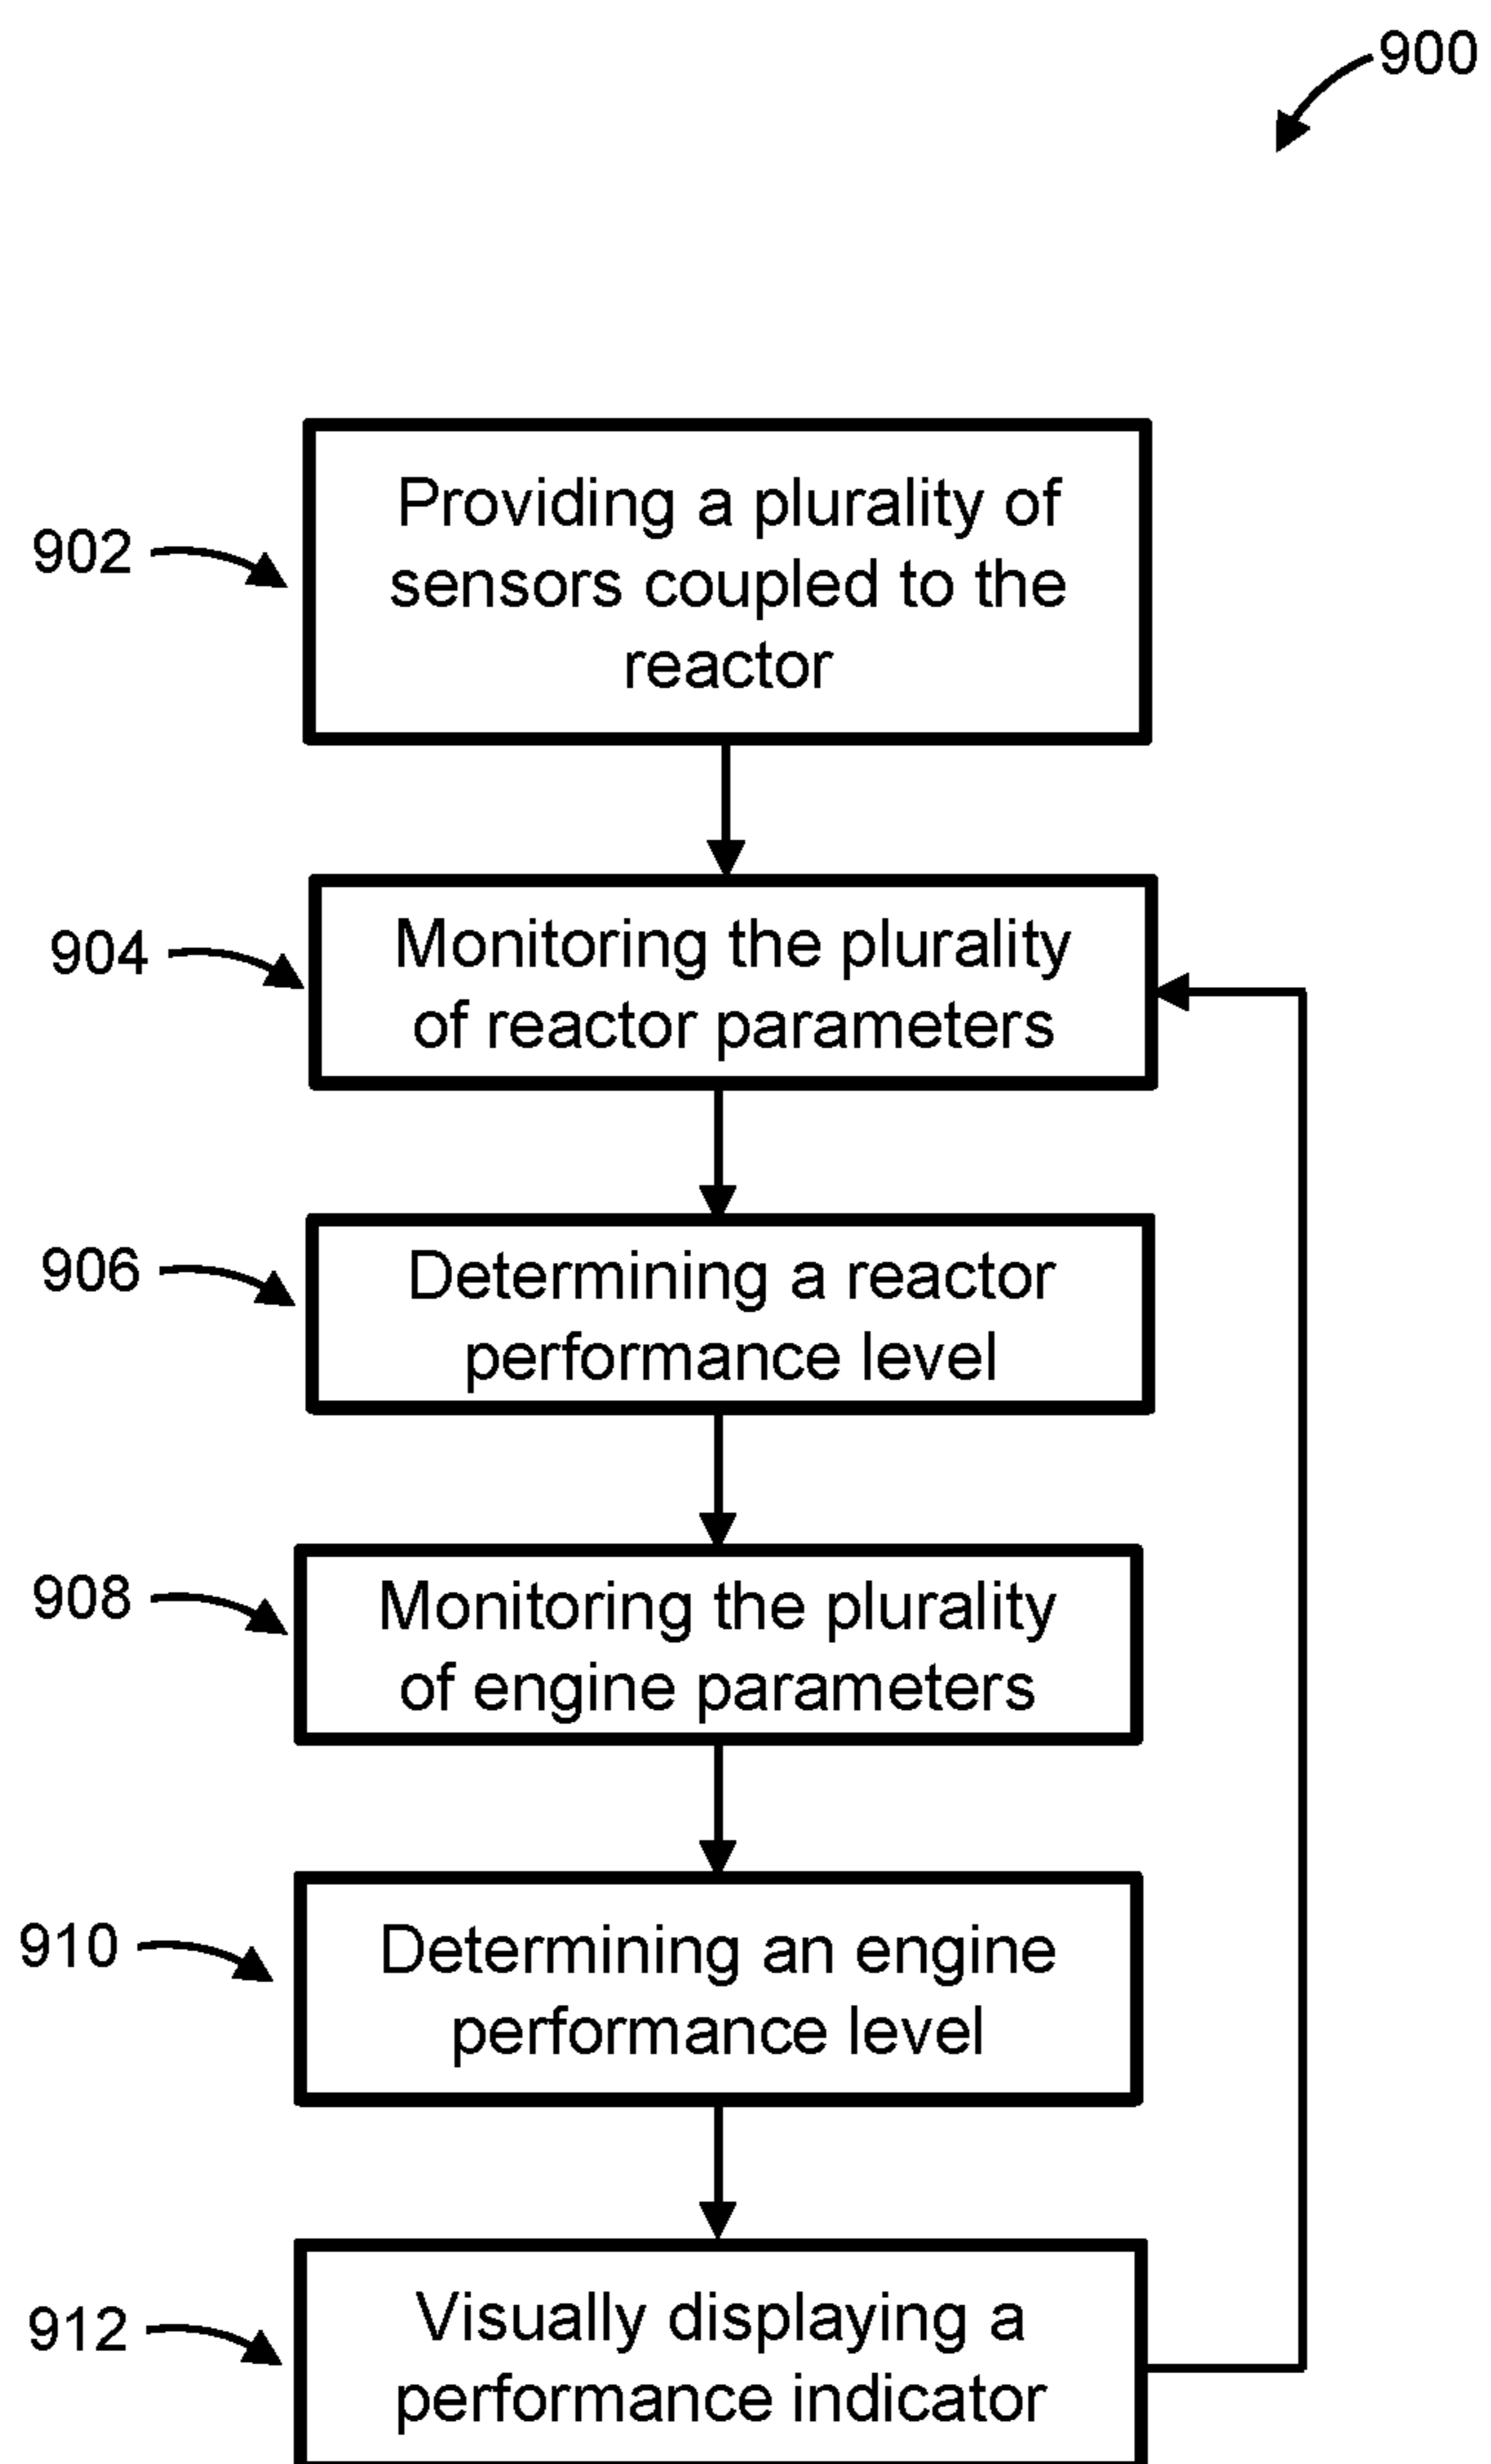 900
902
Providing a plurality of
sensors coupled to the
reactor
904
Monitoring the plurality
of reactor parameters
906
Determining a reactor
performance level
908
Monitoring the plurality
of engine parameters
910
Determining an engine
performance level
912
Visually displaying a
performance indicator